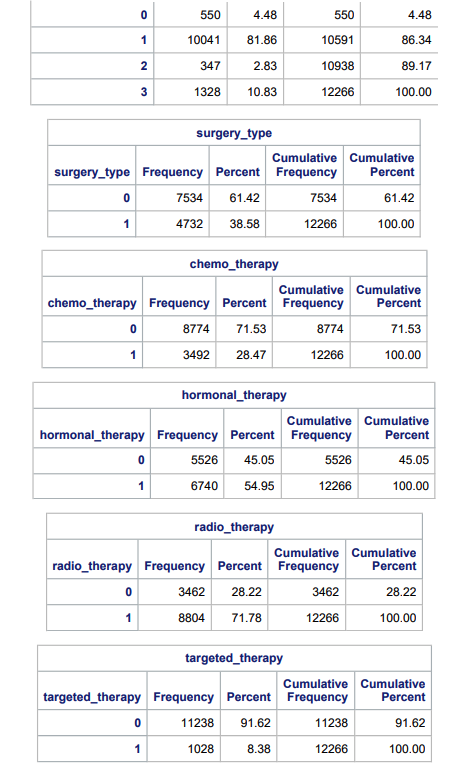 0 550 4.48 550 4.48
1 10041 81.86 10591 86.34
2 347 2.83 10938 89.17
3 1328 10.83 12266 100.00
surgery_type
surgery_type Frequency Percent Cumulative Frequency Cumulative Percent
0 7534 61.42 7534 61.42
1 4732 38.58 12266 100.00
chemo_therapy
chemo_therapy Frequency Percent Cumulative Frequency Cumulative Percent
0 8774 71.53 8774 71.53
1 3492 28.47 12266 100.00
hormonal_therapy
hormonal_therapy Frequency Percent Cumulative Frequency Cumulative Percent
0 5526 45.05 5526 45.05
1 6740 54.95 12266 100.00
radio_therapy
radio_therapy Frequency Percent Cumulative Frequency Cumulative Percent
0 3462 28.22 3462 28.22
1 8804 71.78 12266 100.00
targeted_therapy
targeted_therapy Frequency Percent Cumulative Frequency Cumulative Percent
0 11238 91.62 11238 91.62
1 1028 8.38 12266 100.00